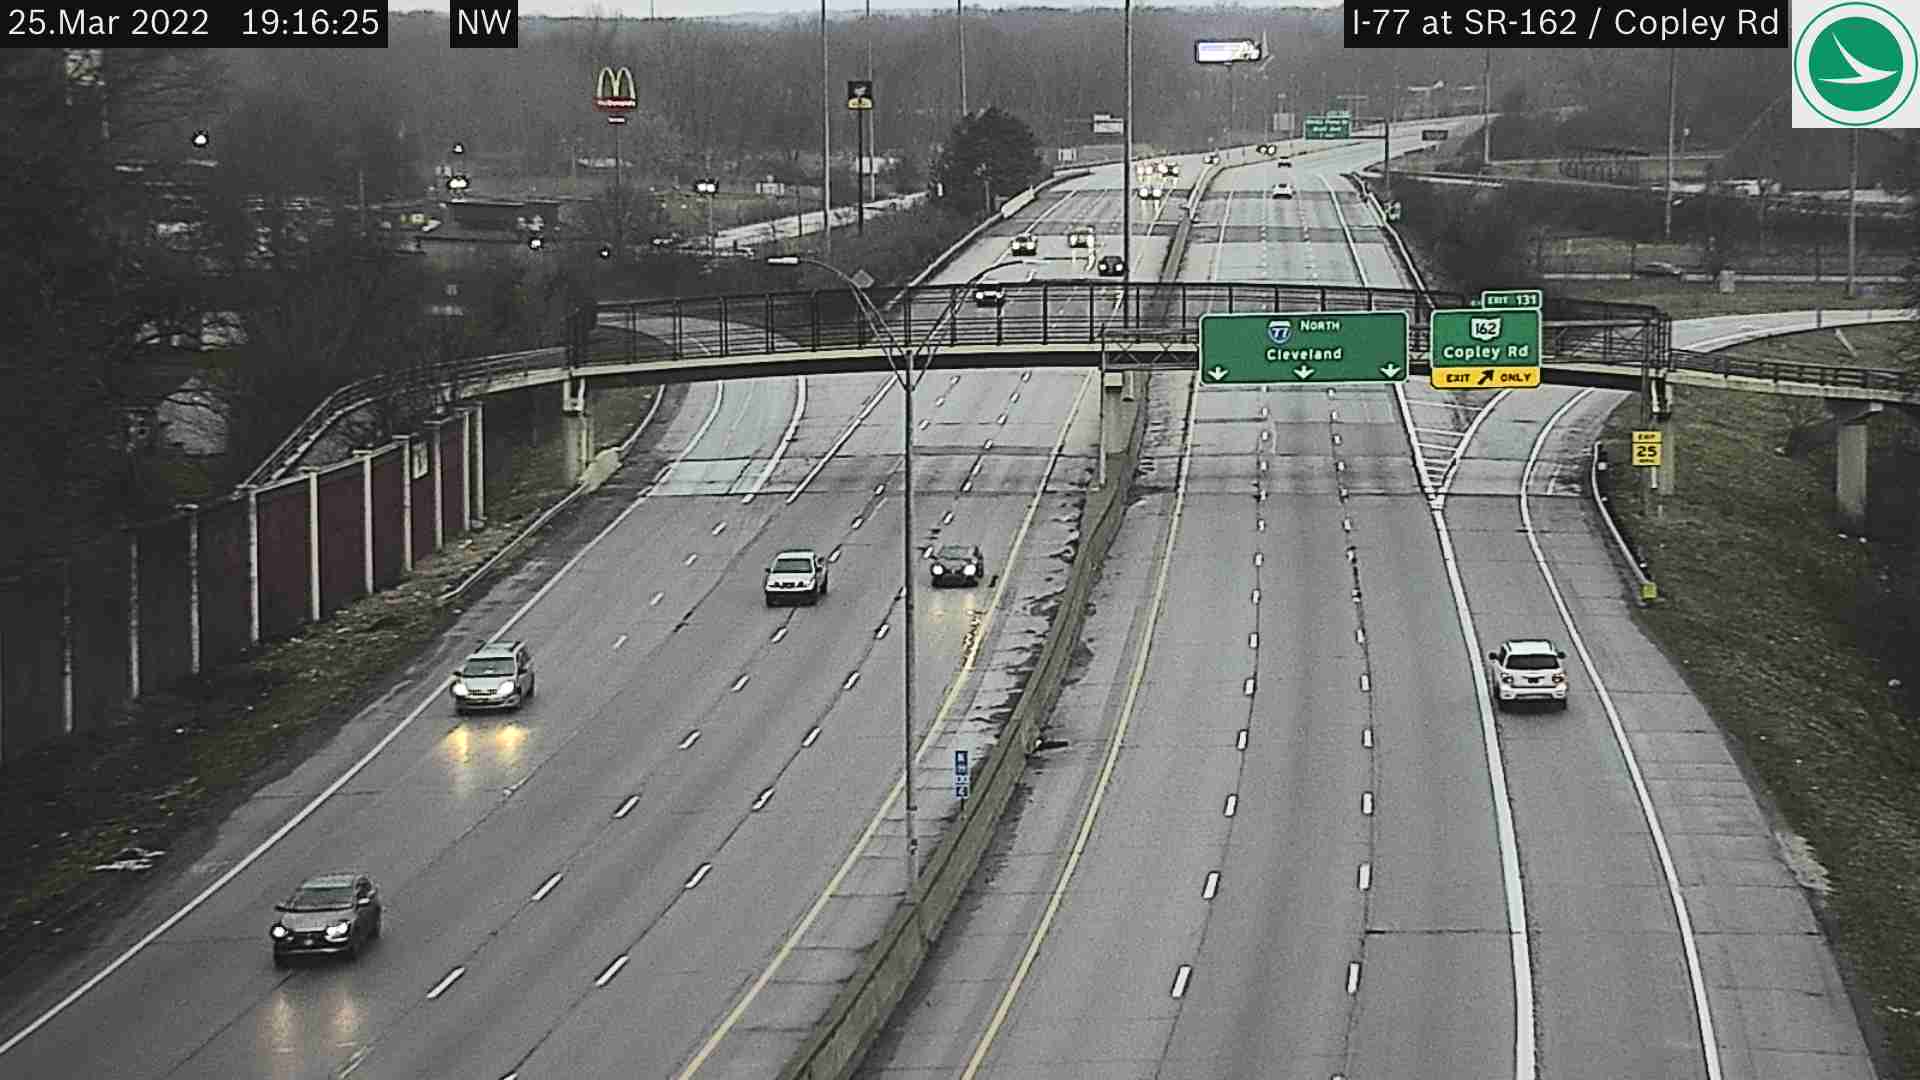 25.Mar 2022 19:16:25
NW
I-77 at SR-162 / Copley Rd
McDonald's
EXIT 131
77 NORTH
Cleveland
162
Copley Rd
EXIT ONLY
EXIT
25